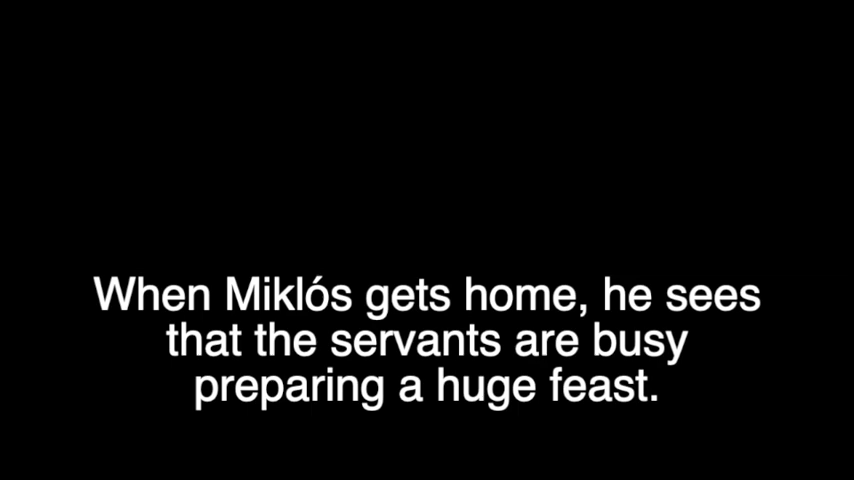 When Miklós gets home, he sees
that the servants are busy
preparing a huge feast.